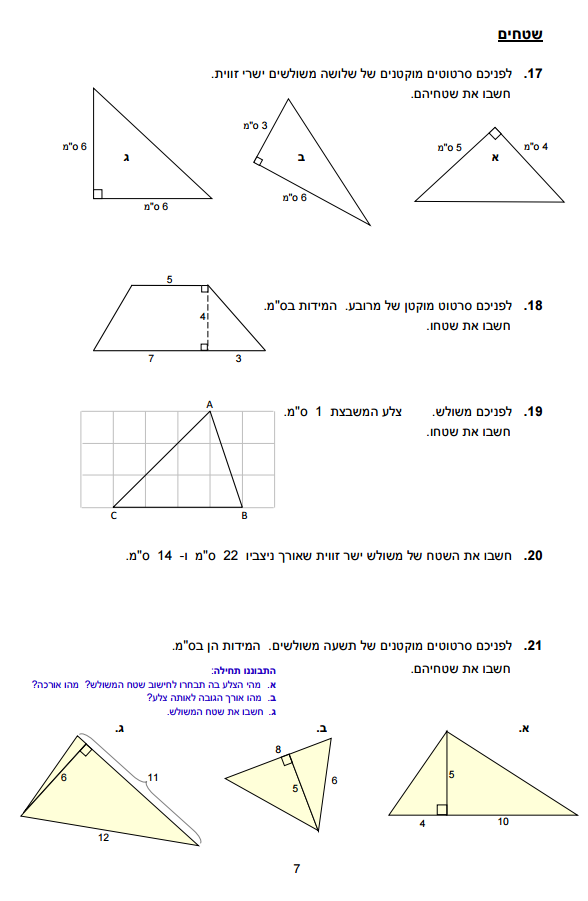 שטחים
17. לפניכם סרטוטים מוקטנים של שלושה משולשים ישרי זווית.
חשבו את שטחיהם.
4 ס"מ
5 ס"מ
א
3 ס"מ
ב
6 ס"מ
6 ס"מ
ג
6 ס"מ
18. לפניכם סרטוט מוקטן של מרובע. המידות בס"מ.
חשבו את שטחו.
5
4
7
3
19. לפניכם משולש. צלע המשבצת 1 ס"מ.
חשבו את שטחו.
A
C
B
20. חשבו את השטח של משולש ישר זווית שאורך ניצביו 22 ס"מ ו- 14 ס"מ.
21. לפניכם סרטוטים מוקטנים של תשעה משולשים. המידות הן בס"מ.
חשבו את שטחיהם.
התבוננו תחילה:
א. מהי הצלע בה תבחרו לחישוב שטח המשולש? מהו אורכה?
ב. מהו אורך הגובה לאותה צלע?
ג. חשבו את שטח המשולש.
א.
5
4
10
ב.
8
5
6
ג.
6
11
12
7